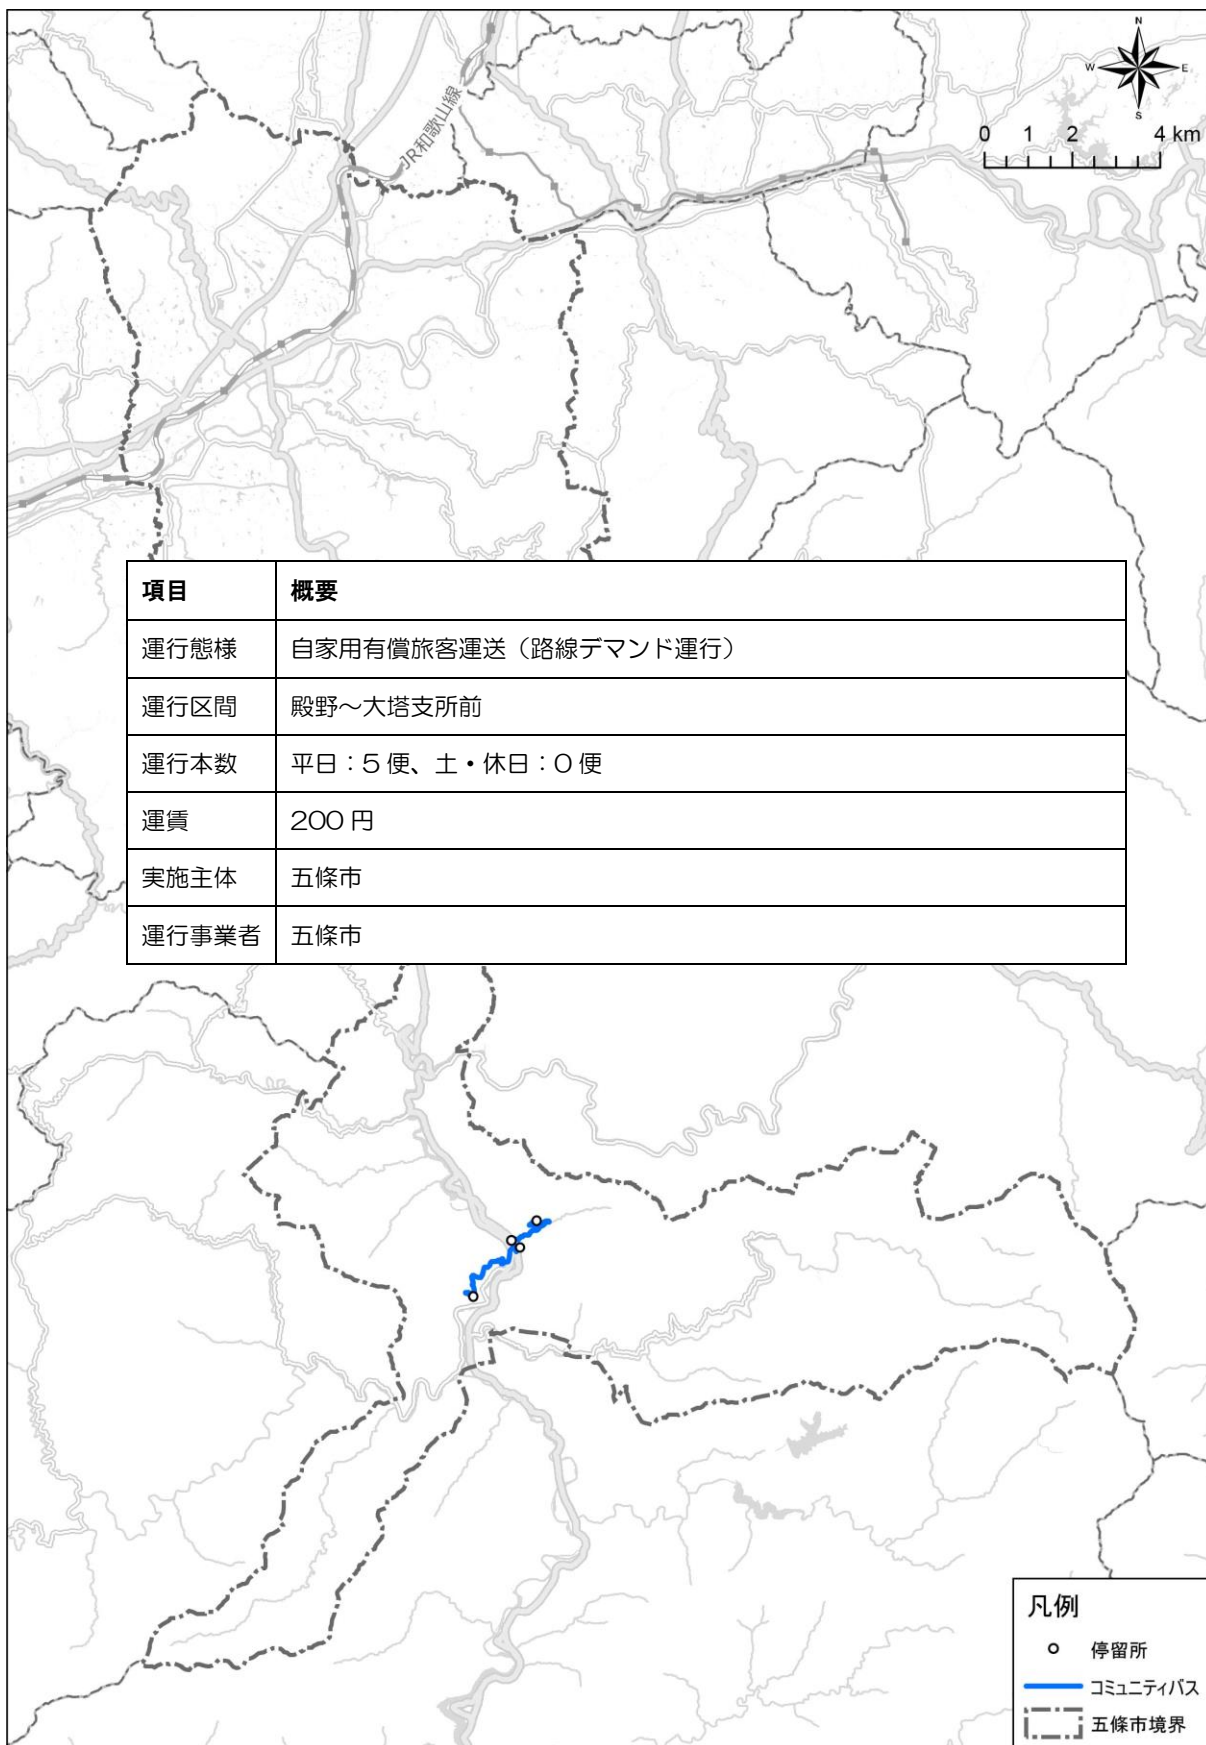 N
W E
S
0 1 2 4 km
JR和歌山線
項目 概要
運行態様 自家用有償旅客運送（路線デマンド運行）
運行区間 殿野～大塔支所前
運行本数 平日：5 便、土・休日：0 便
運賃 200 円
実施主体 五條市
運行事業者 五條市
凡例
停留所
コミュニティバス
五條市境界